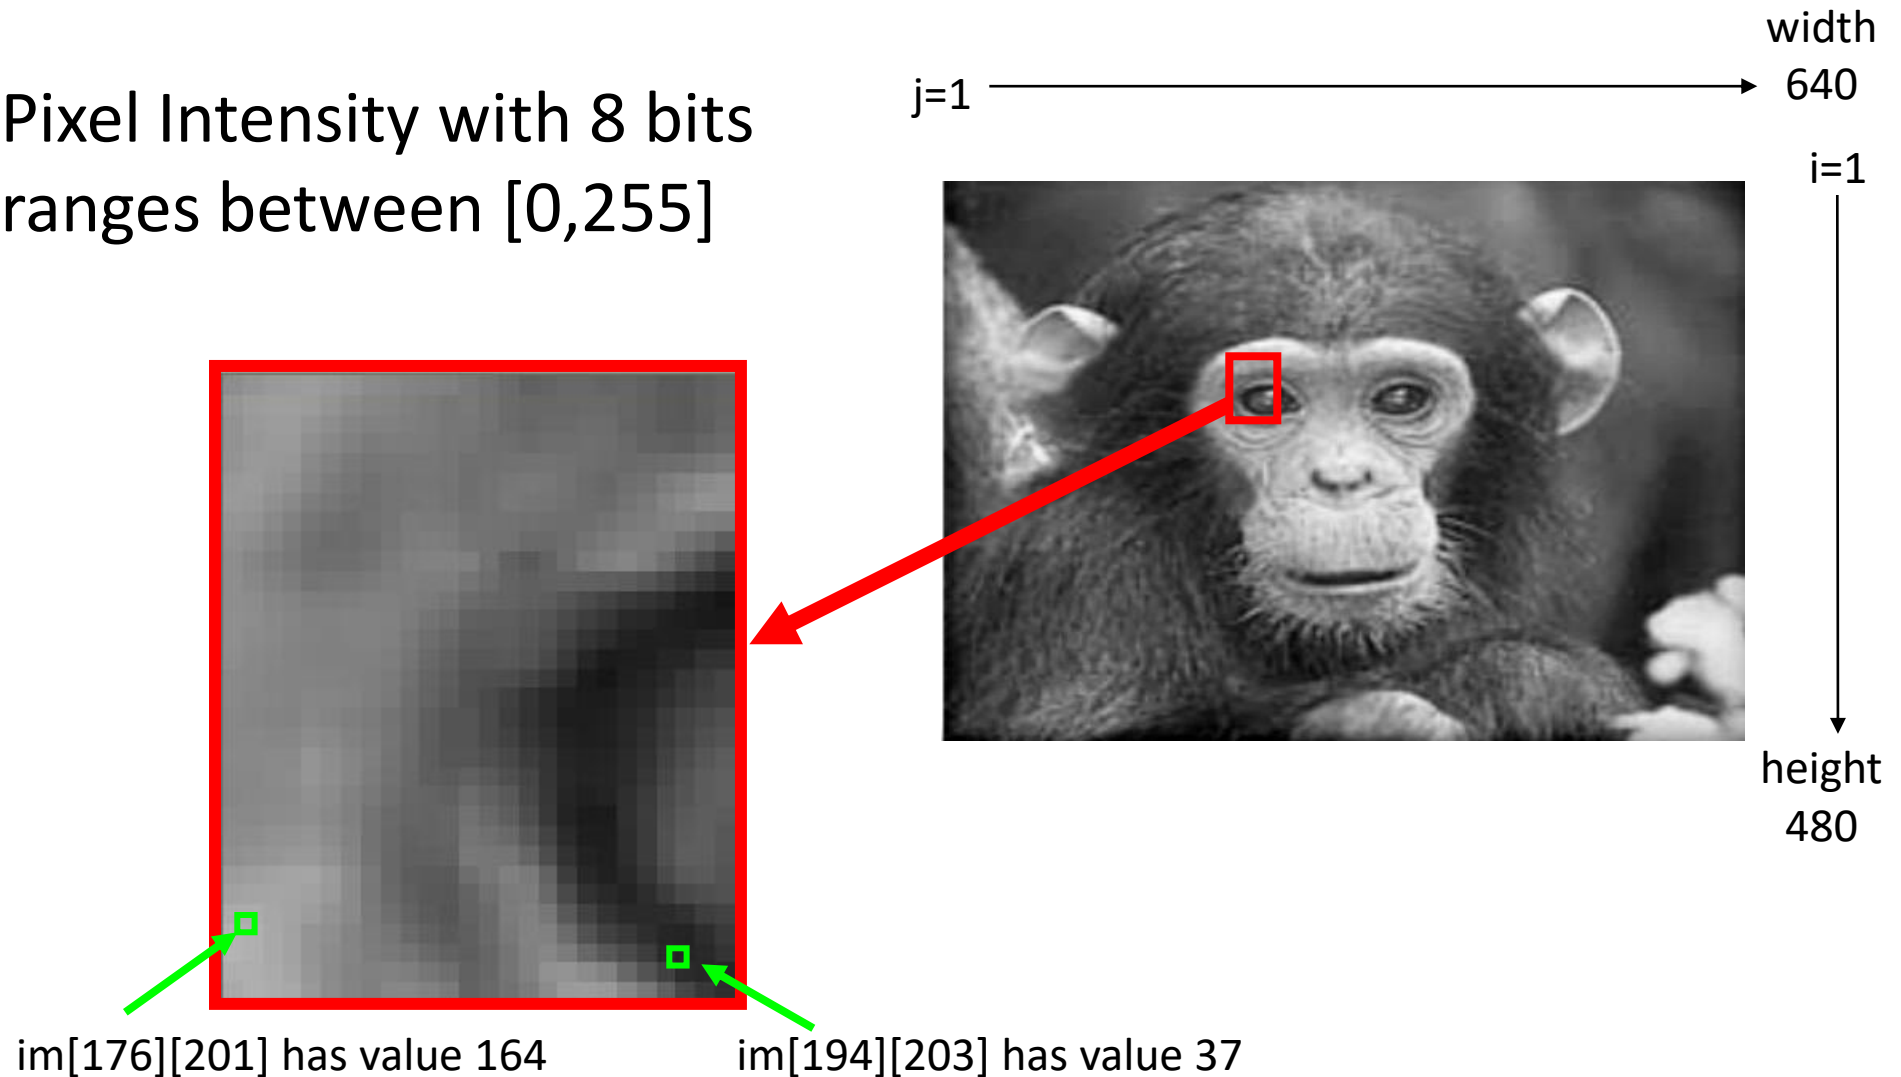 Pixel Intensity with 8 bits
ranges between [0,255]
width
j=1
640
i=1
height
480
im[176][201] has value 164
im[194][203] has value 37